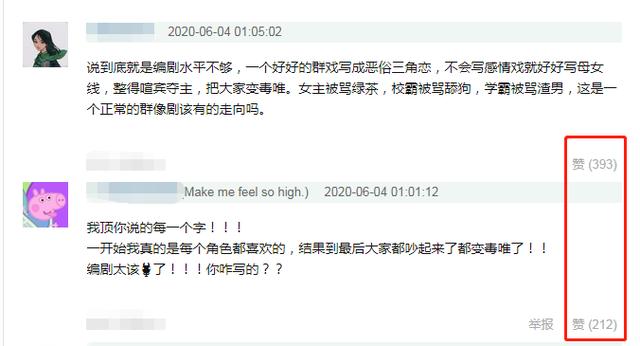 2020-06-04 01:05:02
说到底就是编剧水平不够，一个好好的群戏写成恶俗三角恋，不会写感情戏就好好写母女
线，整得喧宾夺主，把大家变毒唯。女主被骂绿茶，校霸被骂舔狗，学霸被骂渣男，这是一
个正常的群像剧该有的走向吗。
赞 (393)
(Make me feel so high.) 2020-06-04 01:01:12
我顶你说的每一个字！！！
一开始我真的是每个角色都喜欢的，结果到最后大家都吵起来了都变毒唯了！！
编剧太该了！！！你咋写的？？
举报 赞 (212)